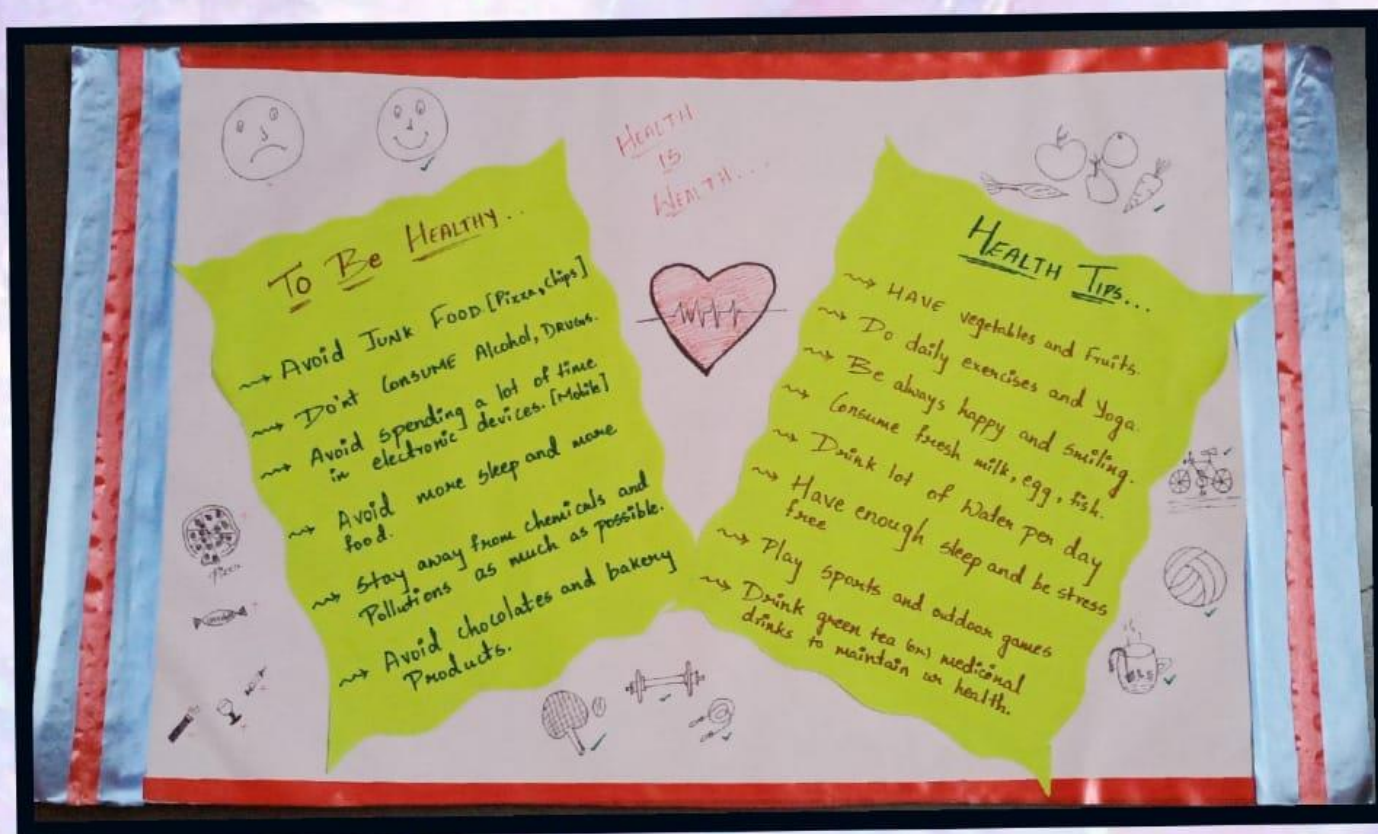 HEALTH
IS
WEALTH...
To Be HEALTHY...
Avoid JUNK FOOD.[Pizza, chips]
Do'nt CONSUME Alcohol, DRUGS.
Avoid spending a lot of time
in electronic devices.[Mobile]
Avoid more sleep and more
food.
stay away from chemicals and
Pollutions as much as possible.
Avoid chocolates and bakery
Products.
Pizza
HEALTH TIPS...
HAVE vegetables and Fruits.
Do daily exercises and Yoga.
Be always happy and smiling.
Consume fresh milk, egg, fish.
Drink lot of Water per day
Have enough sleep and be stress
free
Play sports and outdoor games
Drink green tea (or) medicinal
drinks to maintain ur health.